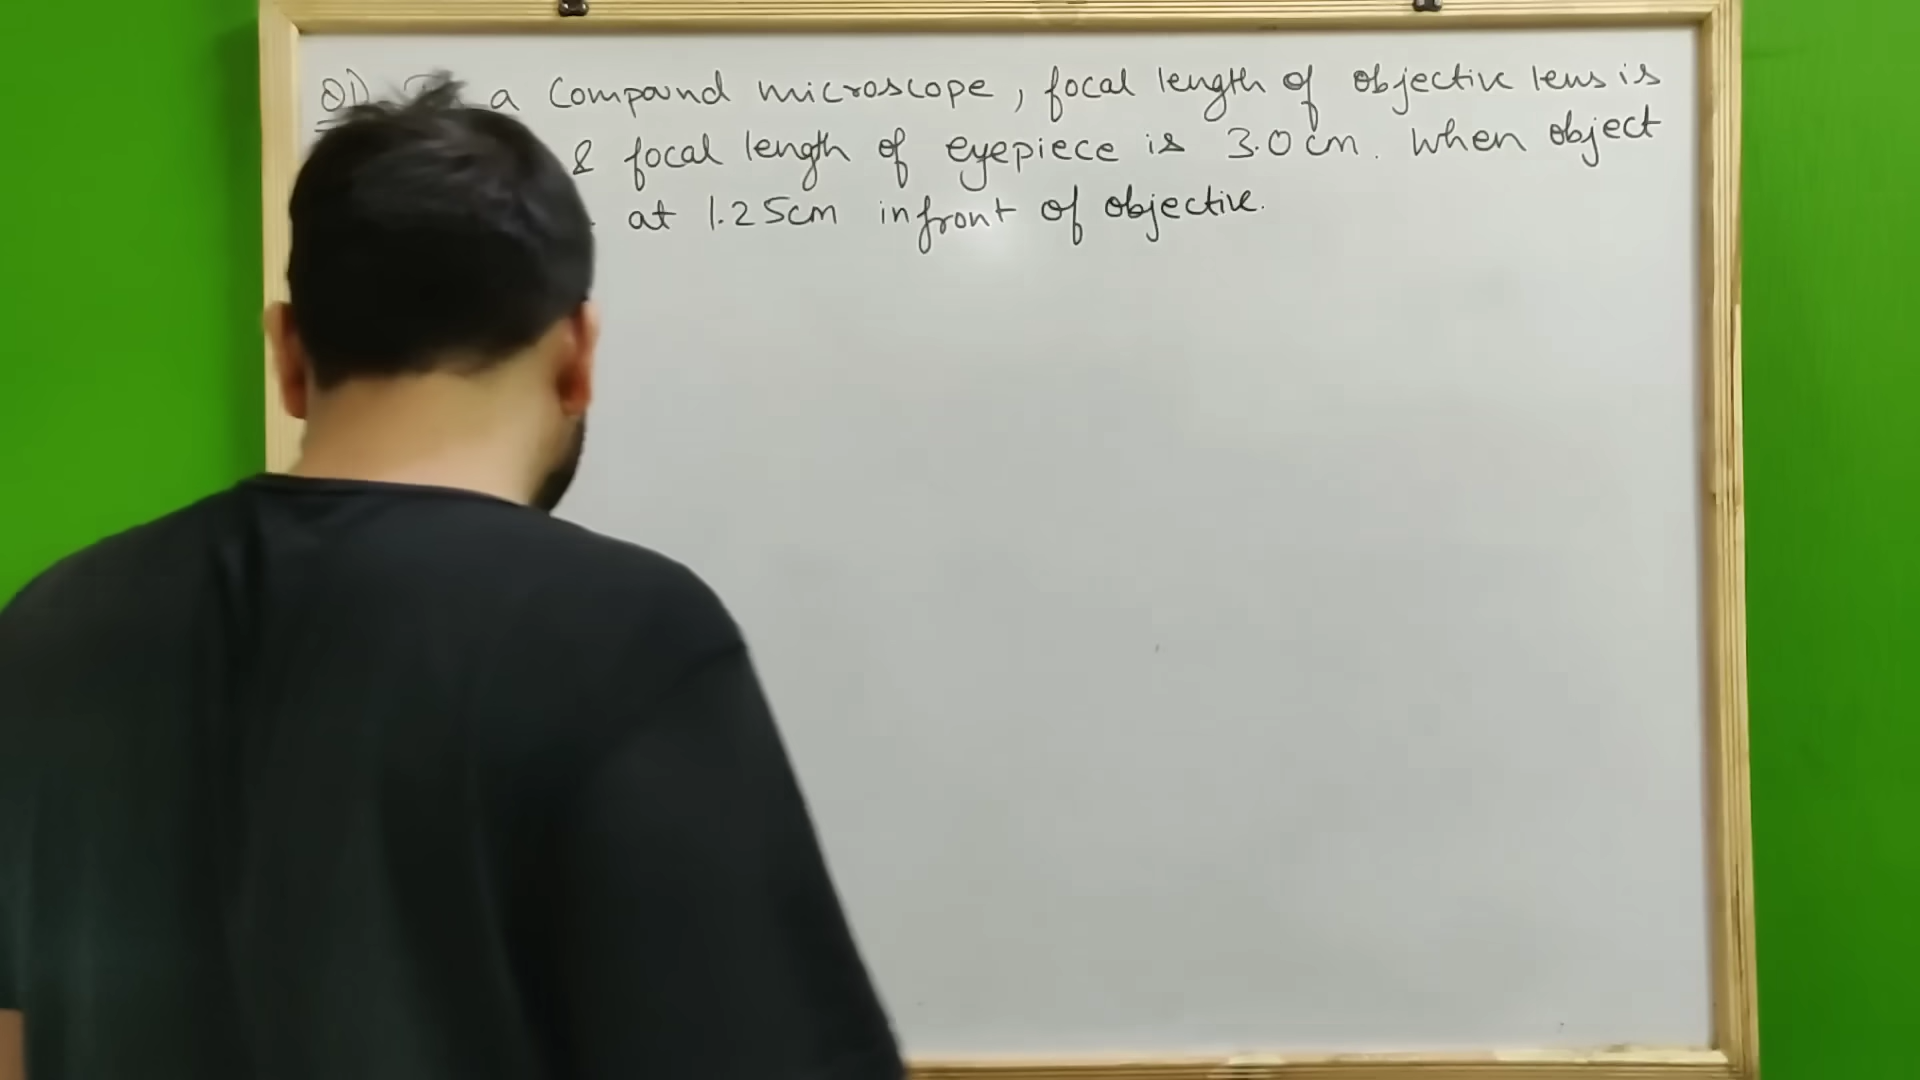 Q1) In a Compound microscope, focal length of objective lens is
& focal length of eyepiece is 3.0 cm. When object
at 1.25cm infront of objective.